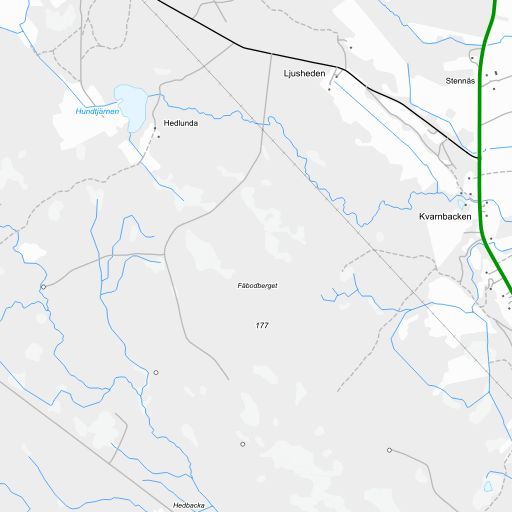 Ljusheden
Stennäs
Hundtjärnen
Hedlunda
Kvarnbacken
Fäbodberget
177
Hedbacka